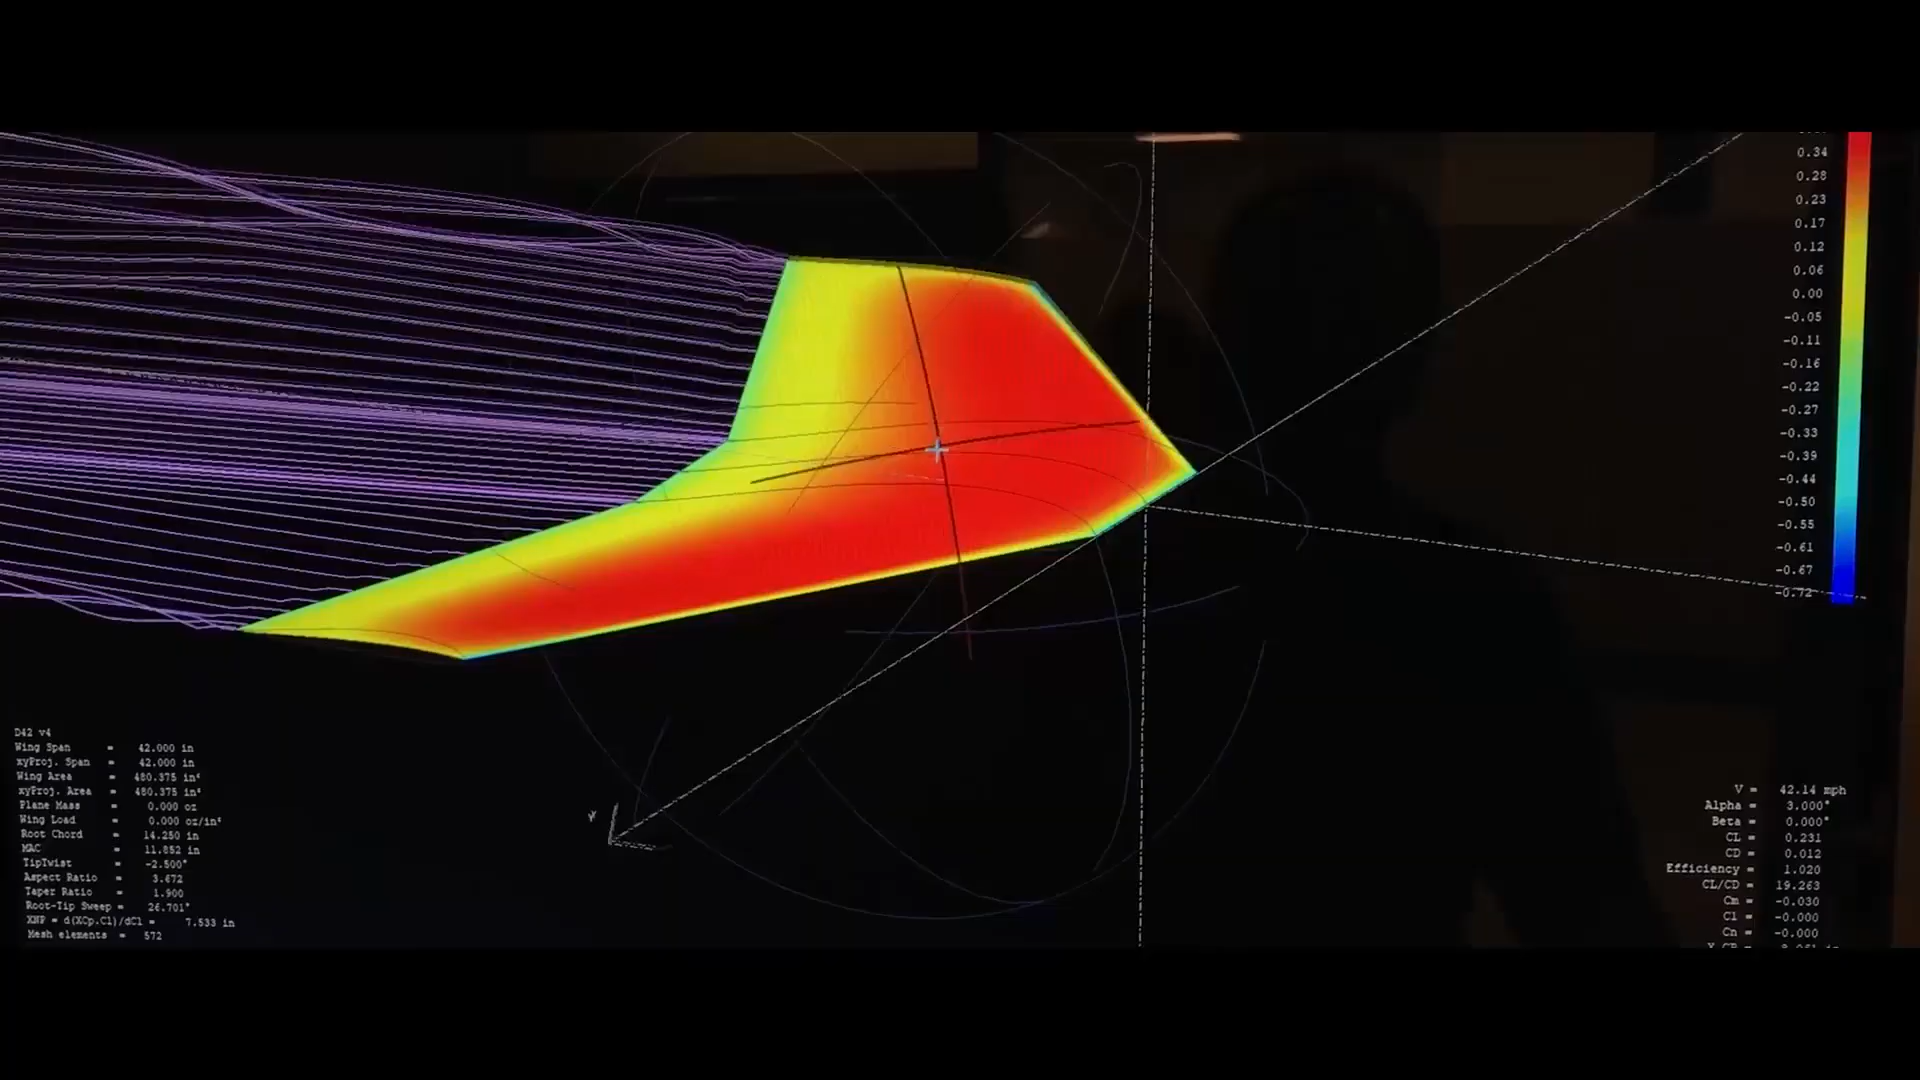 0.34
0.28
0.23
0.17
0.12
0.06
0.00
-0.05
-0.11
-0.16
-0.22
-0.27
-0.33
-0.39
-0.44
-0.50
-0.55
-0.61
-0.67
-0.72
Y
D42 v4
Wing Span = 42.000 in
xyProj. Span = 42.000 in
Wing Area = 480.375 in²
xyProj. Area = 480.375 in²
Plane Mass = 0.000 oz
Wing Load = 0.000 oz/in²
Root Chord = 14.250 in
MAC = 11.852 in
TipTwist = -2.500°
Aspect Ratio = 3.672
Taper Ratio = 1.900
Root-Tip Sweep = 26.701°
XNP = d(XCp.Cl)/dCl = 7.533 in
Mesh elements = 572
V = 42.14 mph
Alpha = 3.000°
Beta = 0.000°
CL = 0.231
CD = 0.012
Efficiency = 1.020
CL/CD = 19.263
Cm = -0.030
Cl = -0.000
Cn = -0.000